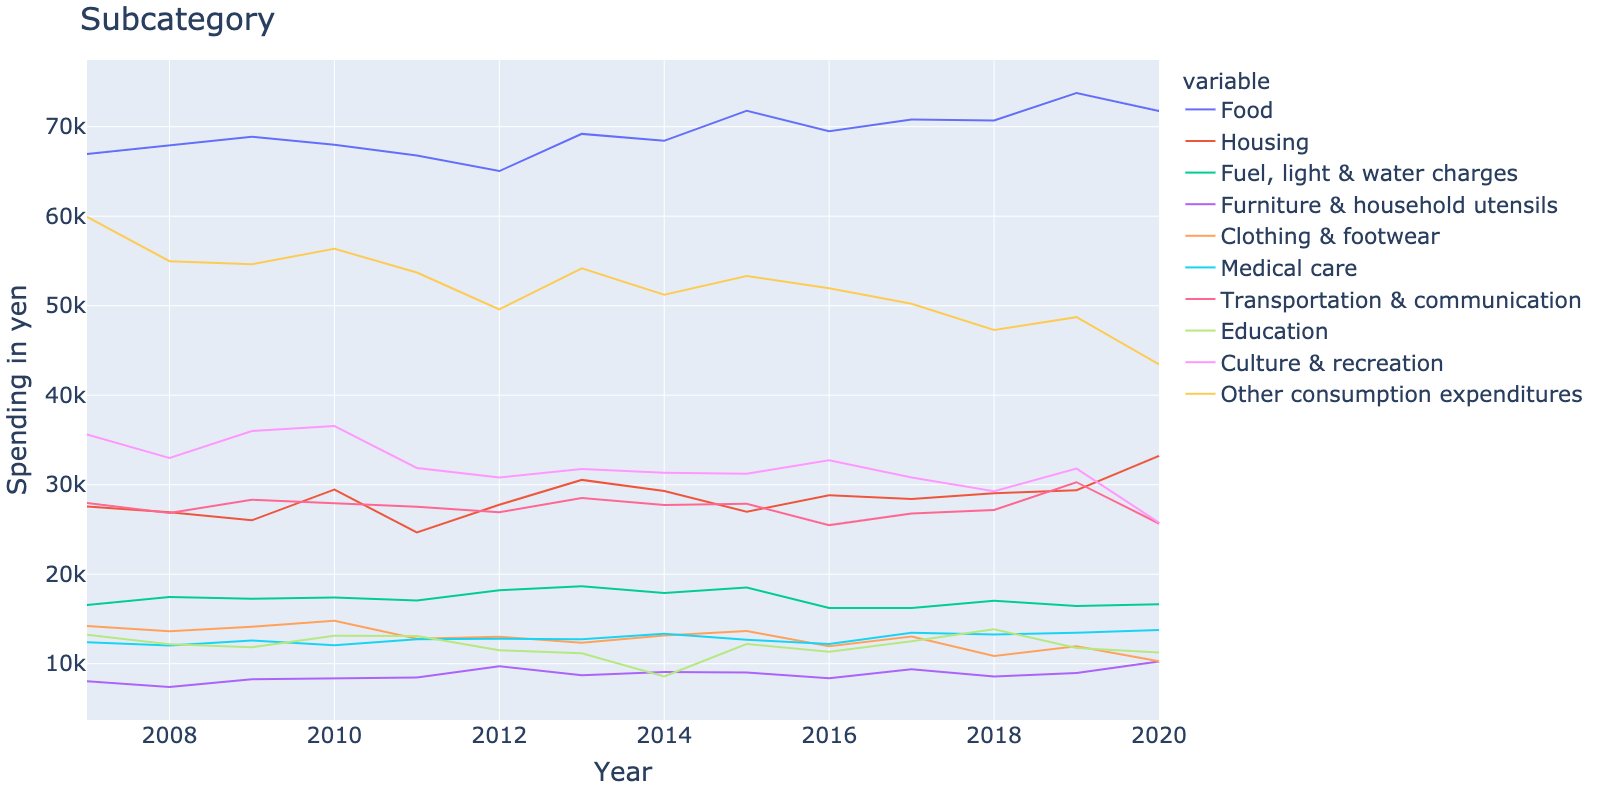 Subcategory
Spending in yen
70k
60k
50k
40k
30k
20k
10k
2008
2010
2012
2014
2016
2018
2020
Year
variable
Food
Housing
Fuel, light & water charges
Furniture & household utensils
Clothing & footwear
Medical care
Transportation & communication
Education
Culture & recreation
Other consumption expenditures